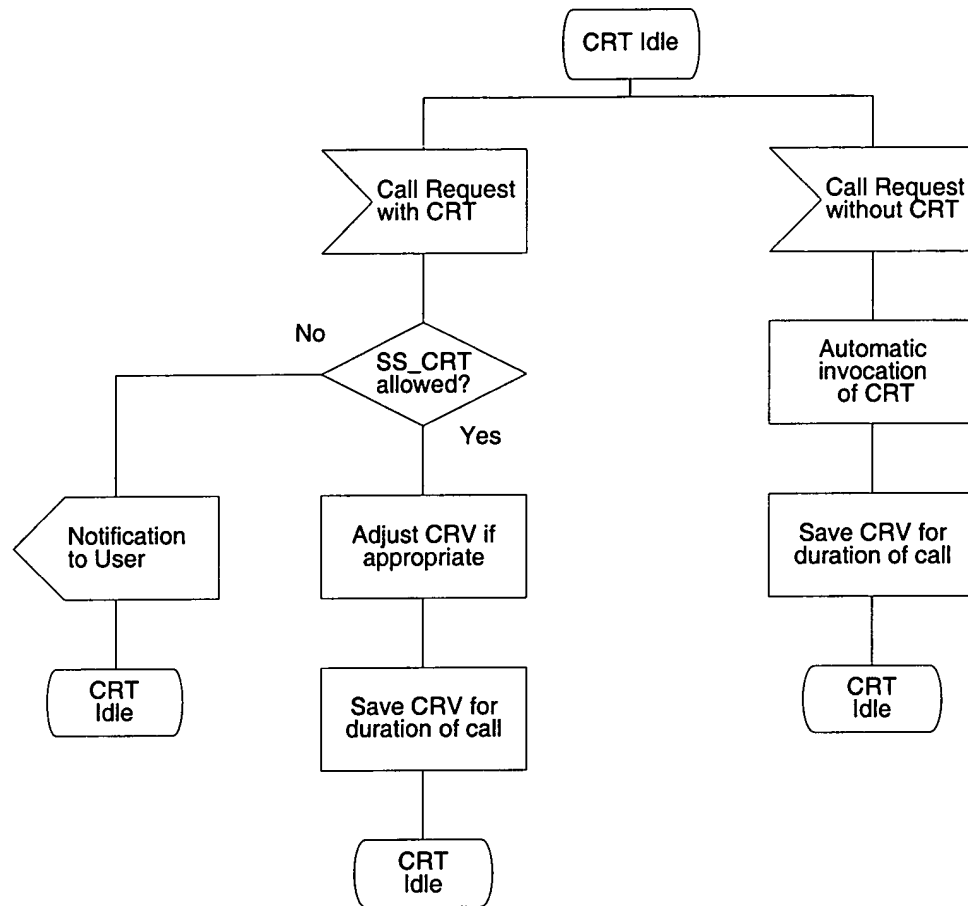 CRT Idle
Call Request
with CRT
Call Request
without CRT
No
SS_CRT
allowed?
Yes
Automatic
invocation
of CRT
Notification
to User
Adjust CRV if
appropriate
Save CRV for
duration of call
CRT
Idle
Save CRV for
duration of call
CRT
Idle
CRT
Idle